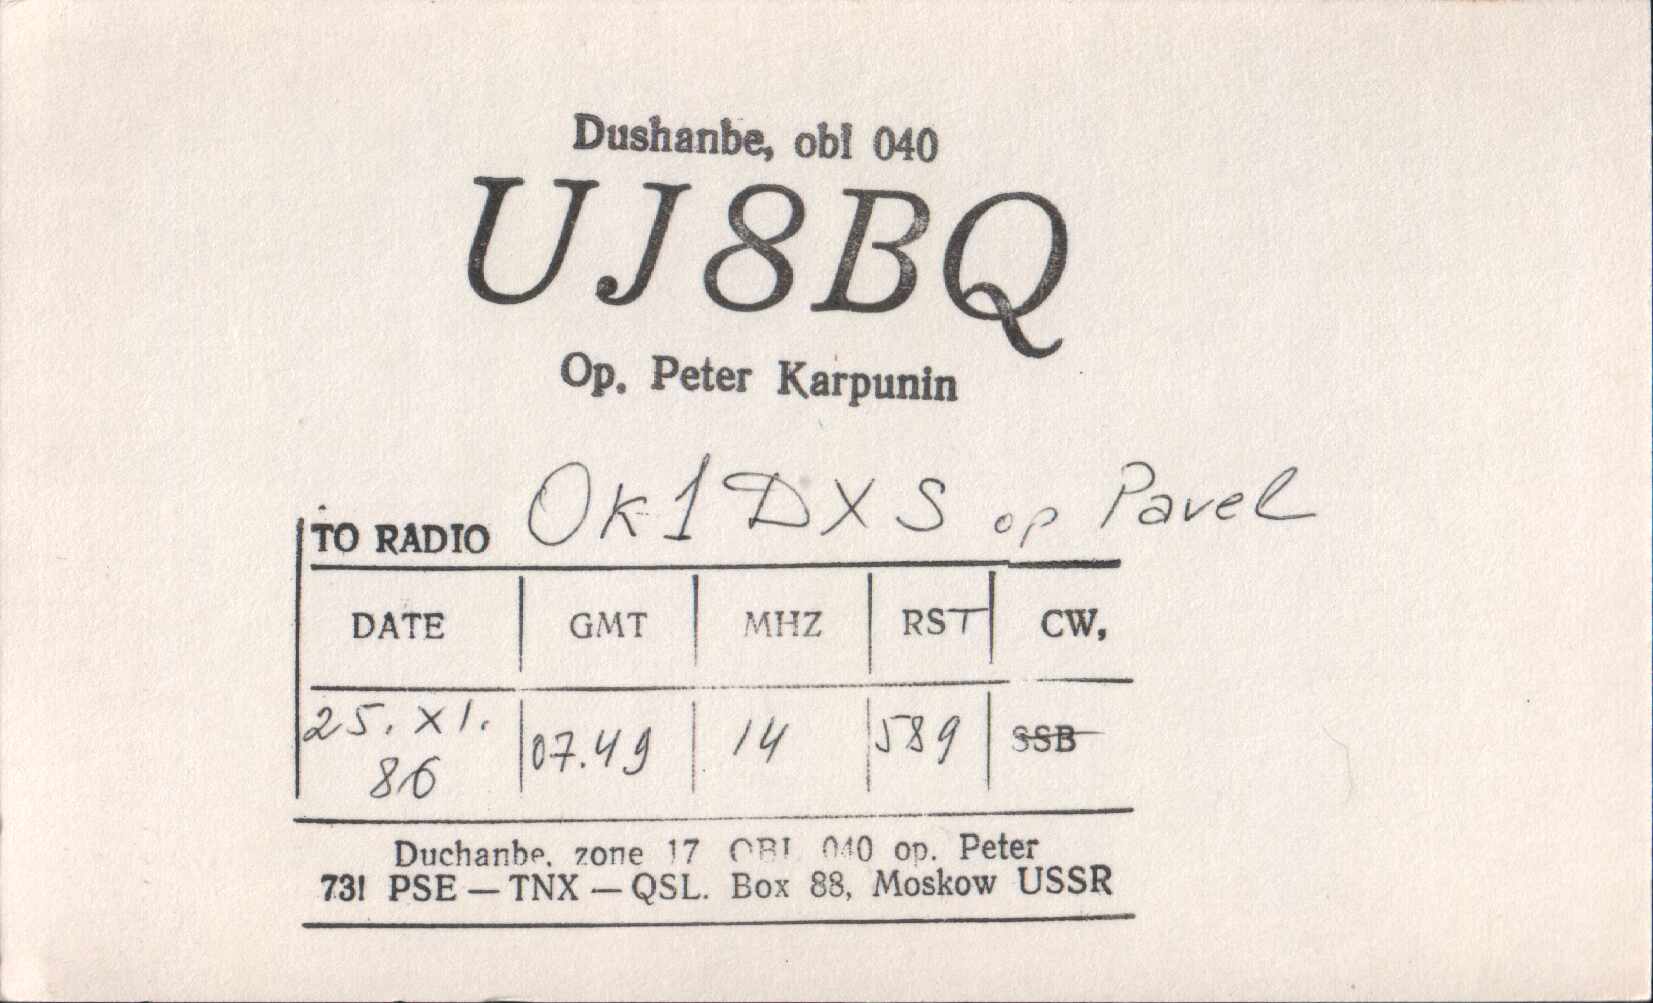 Dushanbe, obl 040
UJ8BQ
Op. Peter Karpunin
TO RADIO Ok1DXS op Pavel
DATE GMT MHZ RST CW,
25. XI. 86 07.49 14 589 SSB
Duchanbe, zone 17 OBL 040 op. Peter
73! PSE — TNX — QSL. Box 88, Moskow USSR